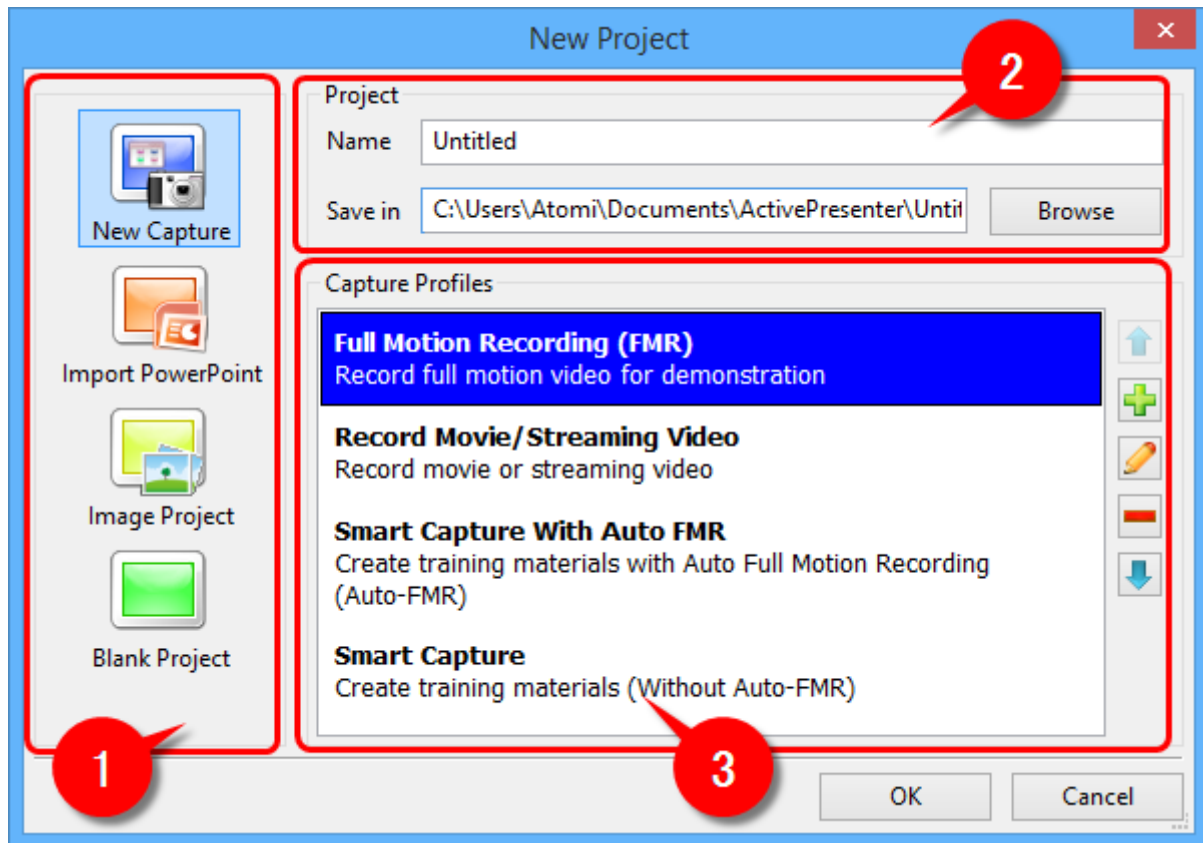 New Project
1
New Capture
Import PowerPoint
Image Project
Blank Project
2
Project
Name Untitled
Save in C:\Users\Atomi\Documents\ActivePresenter\Untit Browse
3
Capture Profiles
Full Motion Recording (FMR)
Record full motion video for demonstration
Record Movie/Streaming Video
Record movie or streaming video
Smart Capture With Auto FMR
Create training materials with Auto Full Motion Recording
(Auto-FMR)
Smart Capture
Create training materials (Without Auto-FMR)
OK Cancel